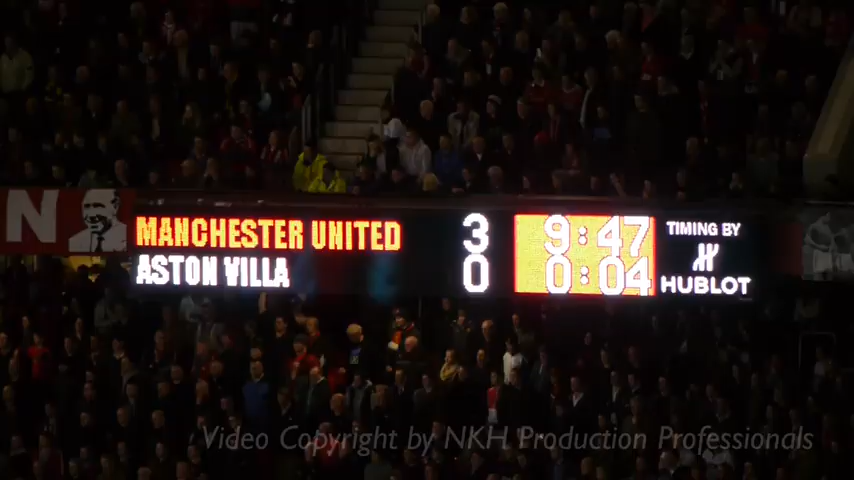 N
MANCHESTER UNITED 3 9:47 TIMING BY
ASTON VILLA 0 0:04 HUBLOT
Video Copyright by NKH Production Professionals